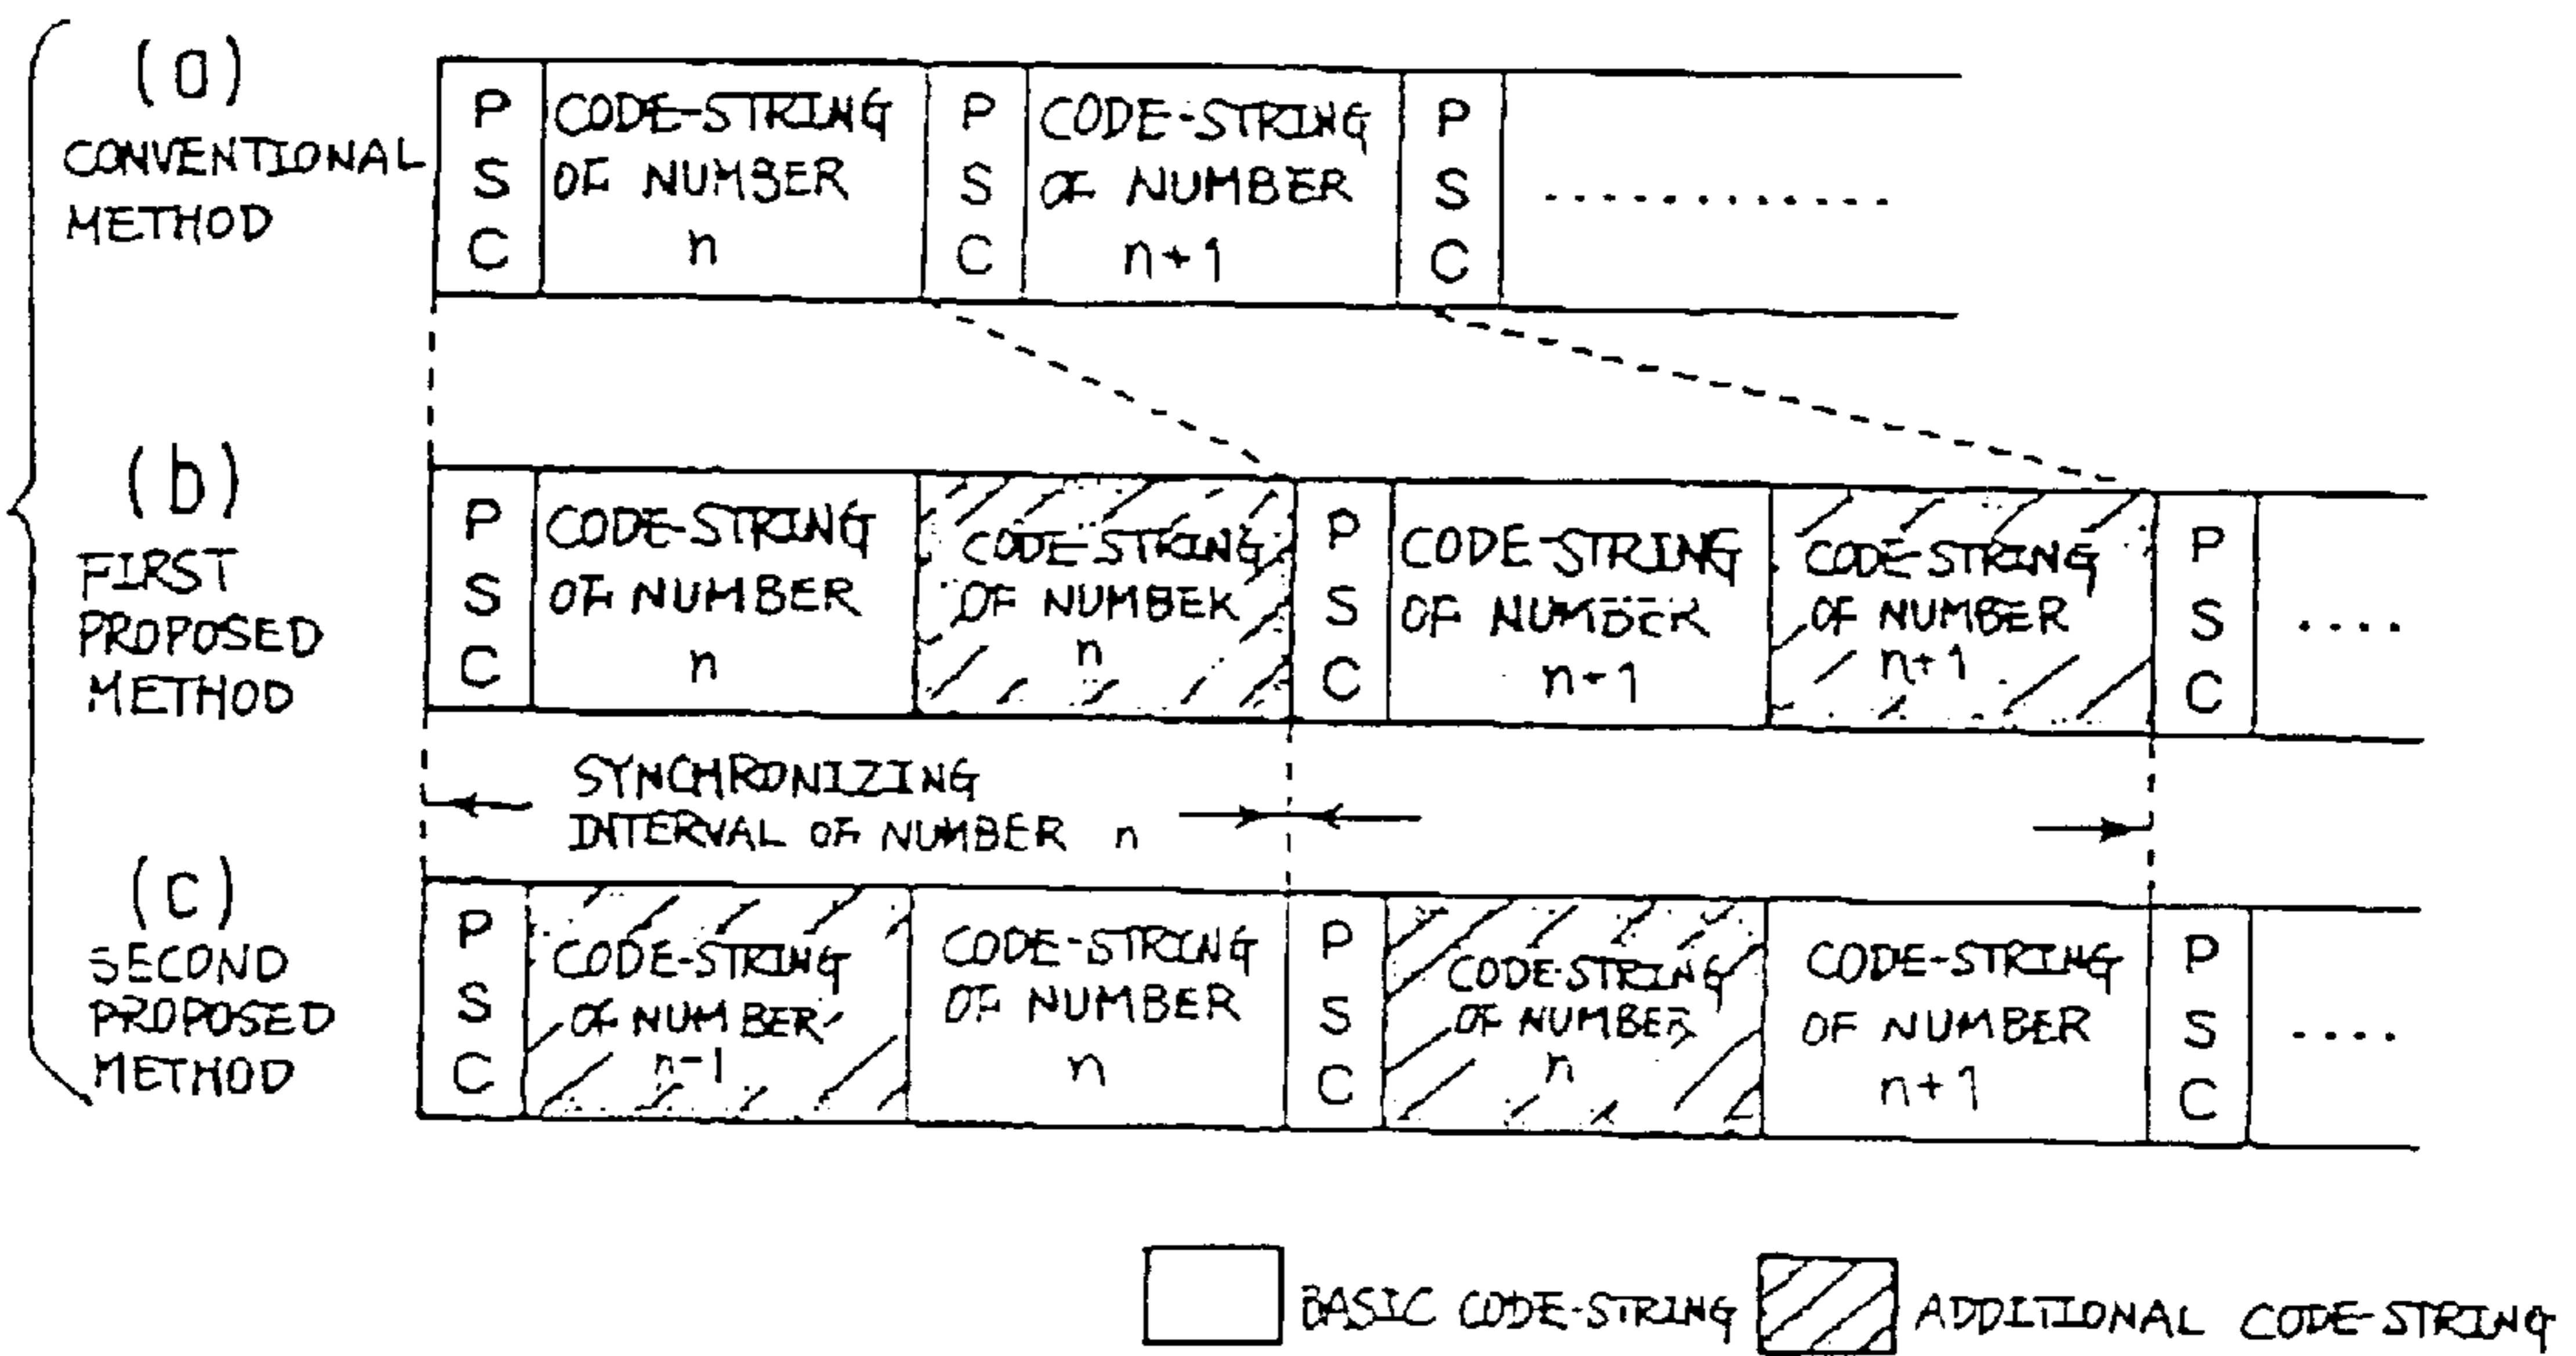 (a)
CONVENTIONAL
METHOD
P
S
C
CODE-STRING
OF NUMBER
n
P
S
C
CODE-STRING
OF NUMBER
n+1
P
S
C
.............
(b)
FIRST
PROPOSED
METHOD
P
S
C
CODE-STRING
OF NUMBER
n
CODE-STRING
OF NUMBER
n
P
S
C
CODE-STRING
OF NUMBER
n+1
CODE-STRING
OF NUMBER
n+1
P
S
C
....
SYNCHRONIZING
INTERVAL OF NUMBER n
(c)
SECOND
PROPOSED
METHOD
P
S
C
CODE-STRING
OF NUMBER
n-1
CODE-STRING
OF NUMBER
n
P
S
C
CODE-STRING
OF NUMBER
n
CODE-STRING
OF NUMBER
n+1
P
S
C
....
BASIC CODE-STRING
ADDITIONAL CODE-STRING